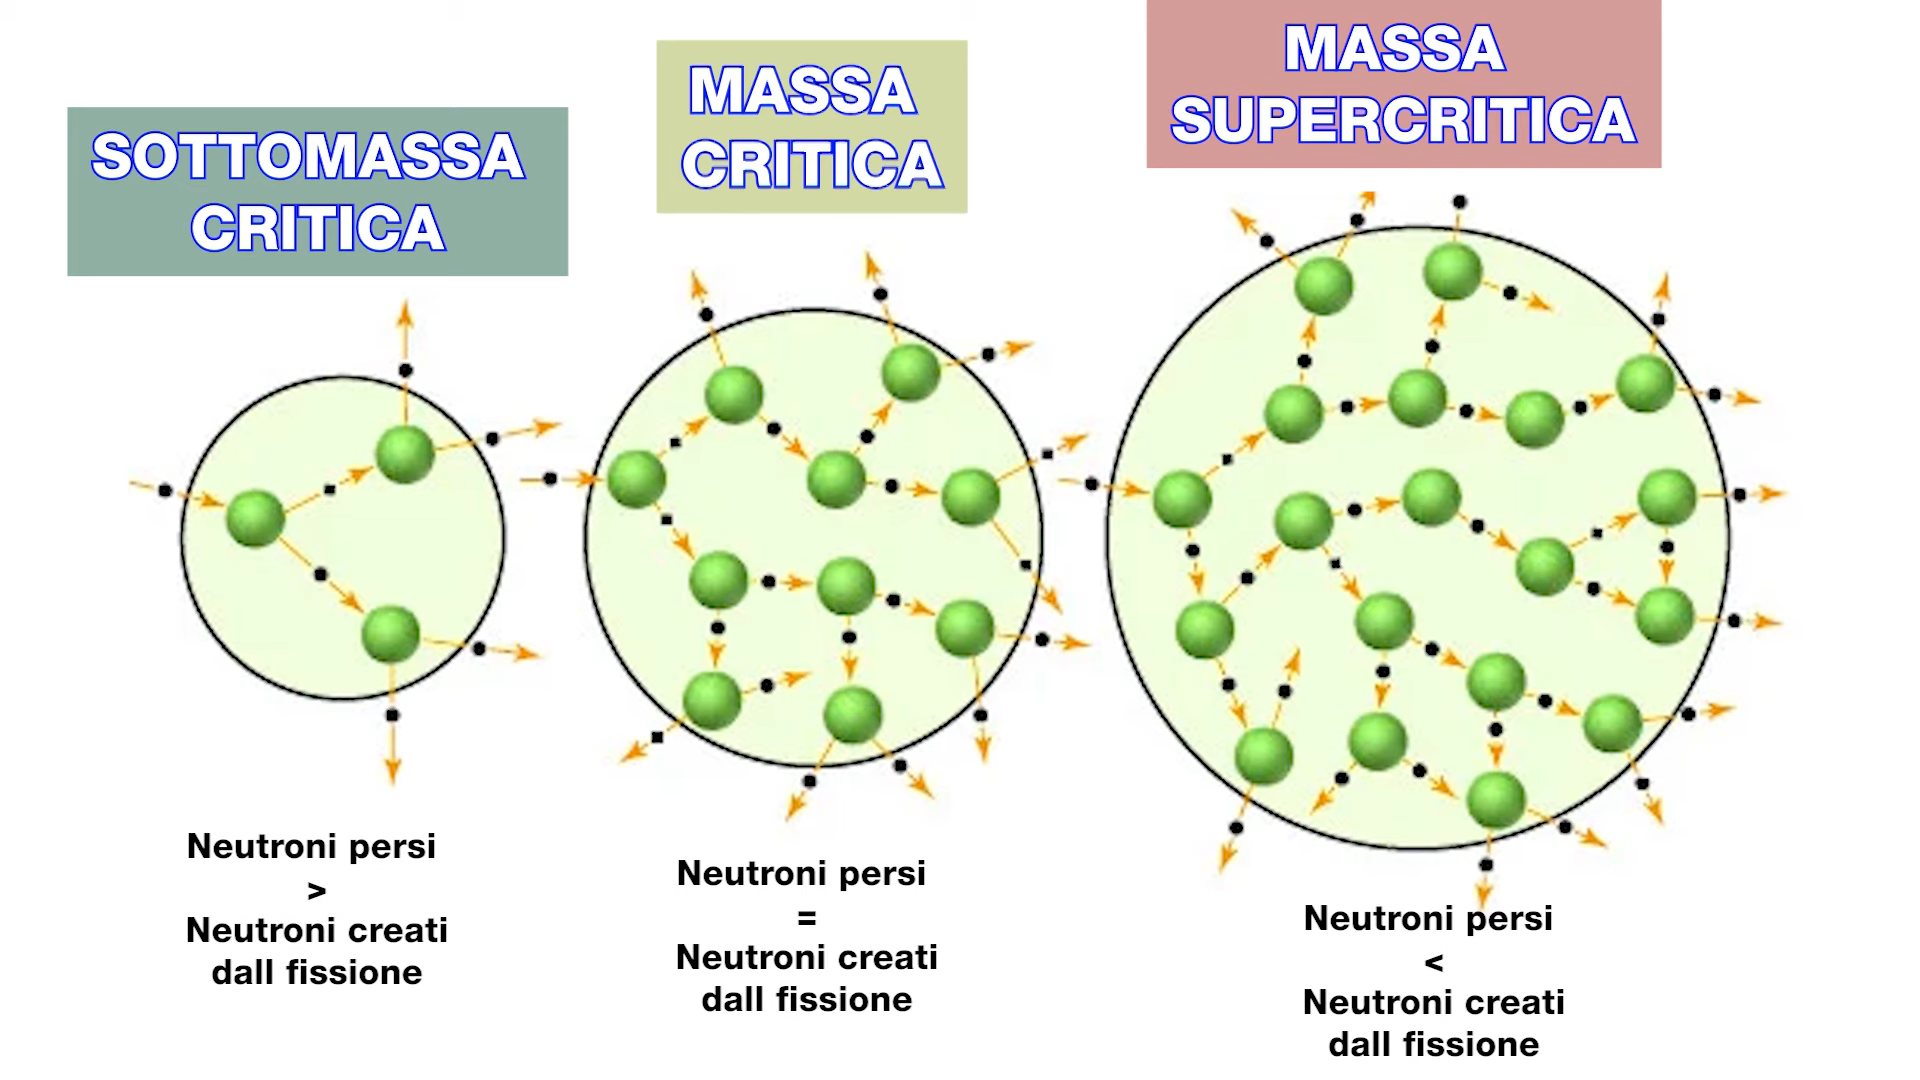 SOTTOMASSA
CRITICA
Neutroni persi
>
Neutroni creati
dall fissione
MASSA
CRITICA
Neutroni persi
=
Neutroni creati
dall fissione
MASSA
SUPERCRITICA
Neutroni persi
<
Neutroni creati
dall fissione